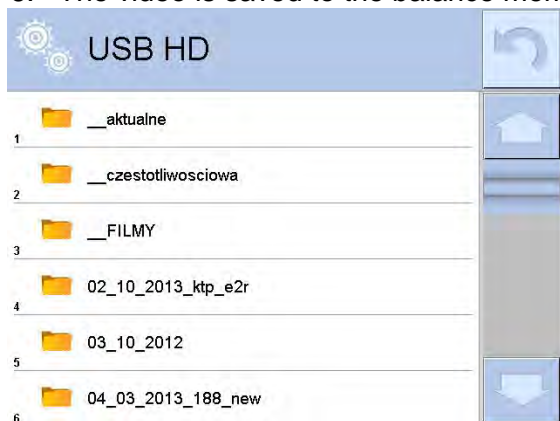 USB HD
1 __aktualne
2 __czestotliwosciowa
3 __FILMY
4 02_10_2013_ktp_e2r
5 03_10_2012
6 04_03_2013_188_new